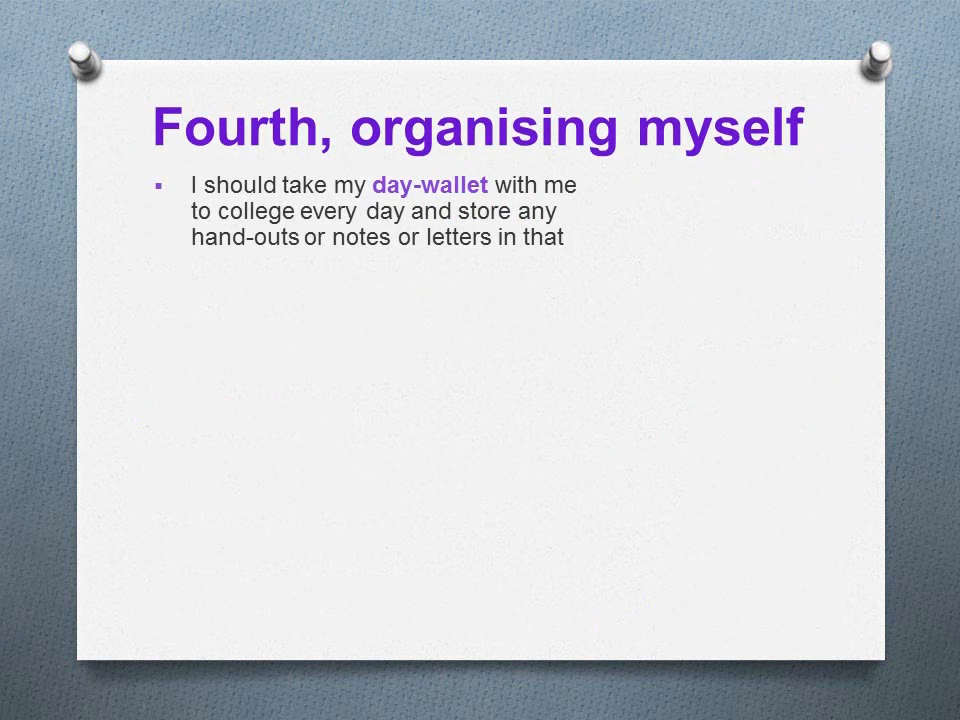 Fourth, organising myself
▪ I should take my day-wallet with me
to college every day and store any
hand-outs or notes or letters in that